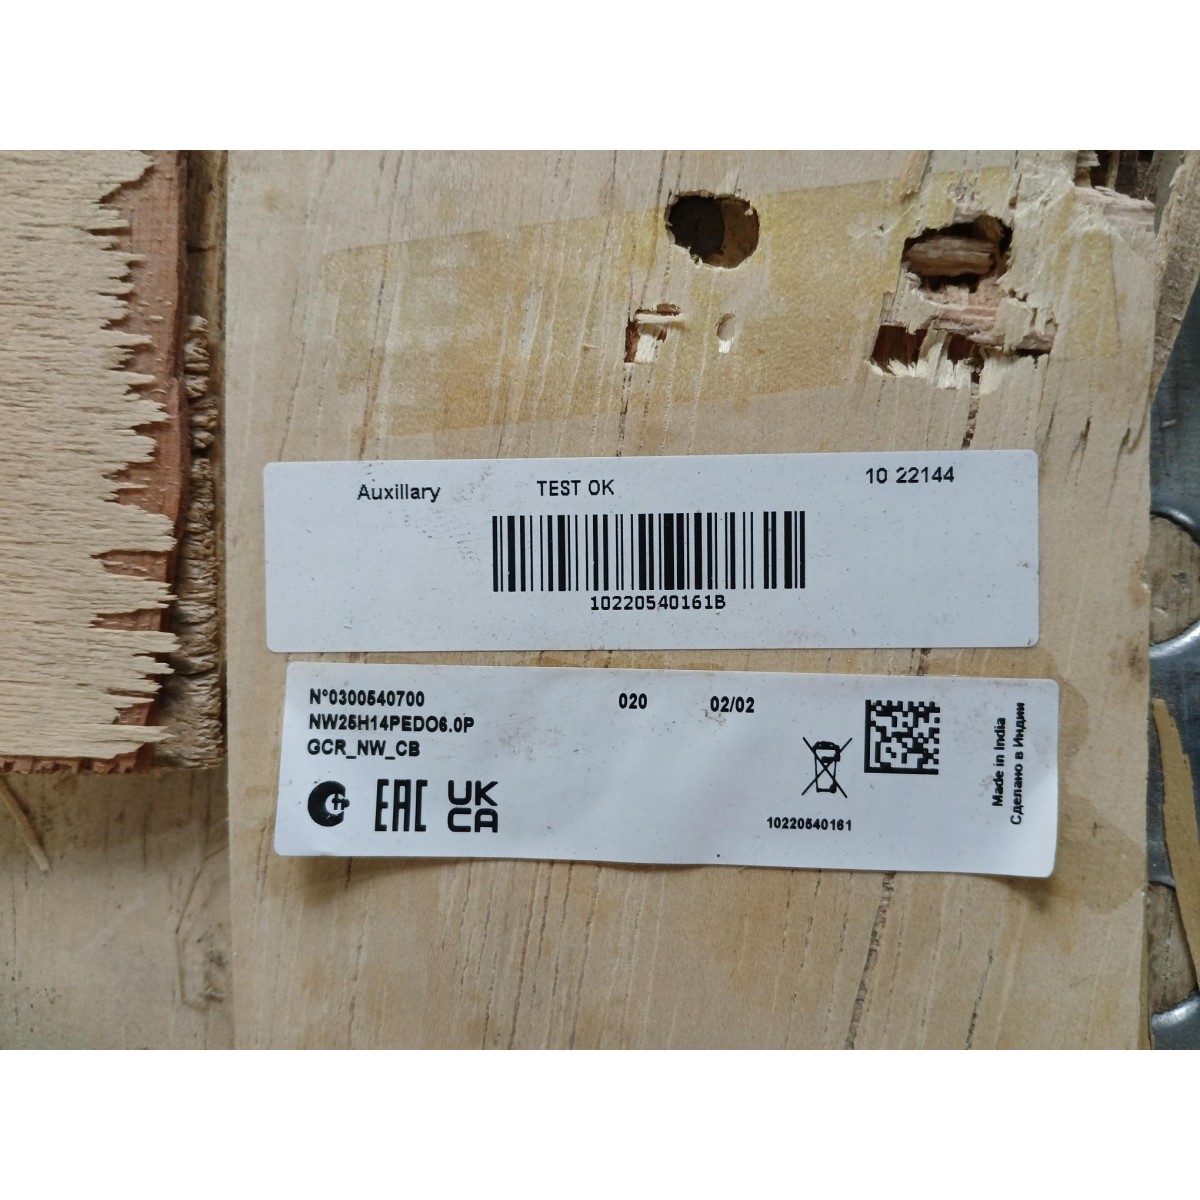 Auxillary TEST OK 10 22144
10220540161B
N°0300540700 020 02/02
NW25H14PEDO6.0P
GCR_NW_CB
EAC UK
CA
10220540161
Made in India
Сделано в Индии